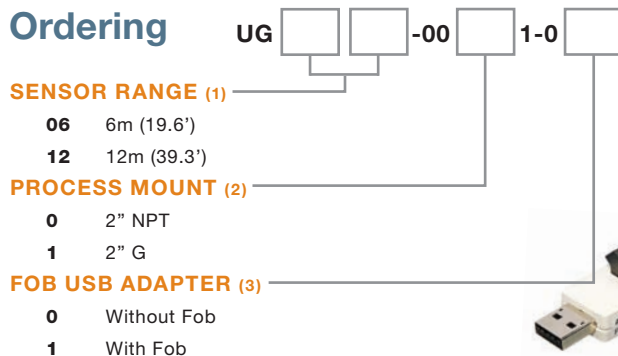 Ordering
UG -00 1-0
SENSOR RANGE (1)
06 6m (19.6’)
12 12m (39.3’)
PROCESS MOUNT (2)
0 2” NPT
1 2” G
FOB USB ADAPTER (3)
0 Without Fob
1 With Fob